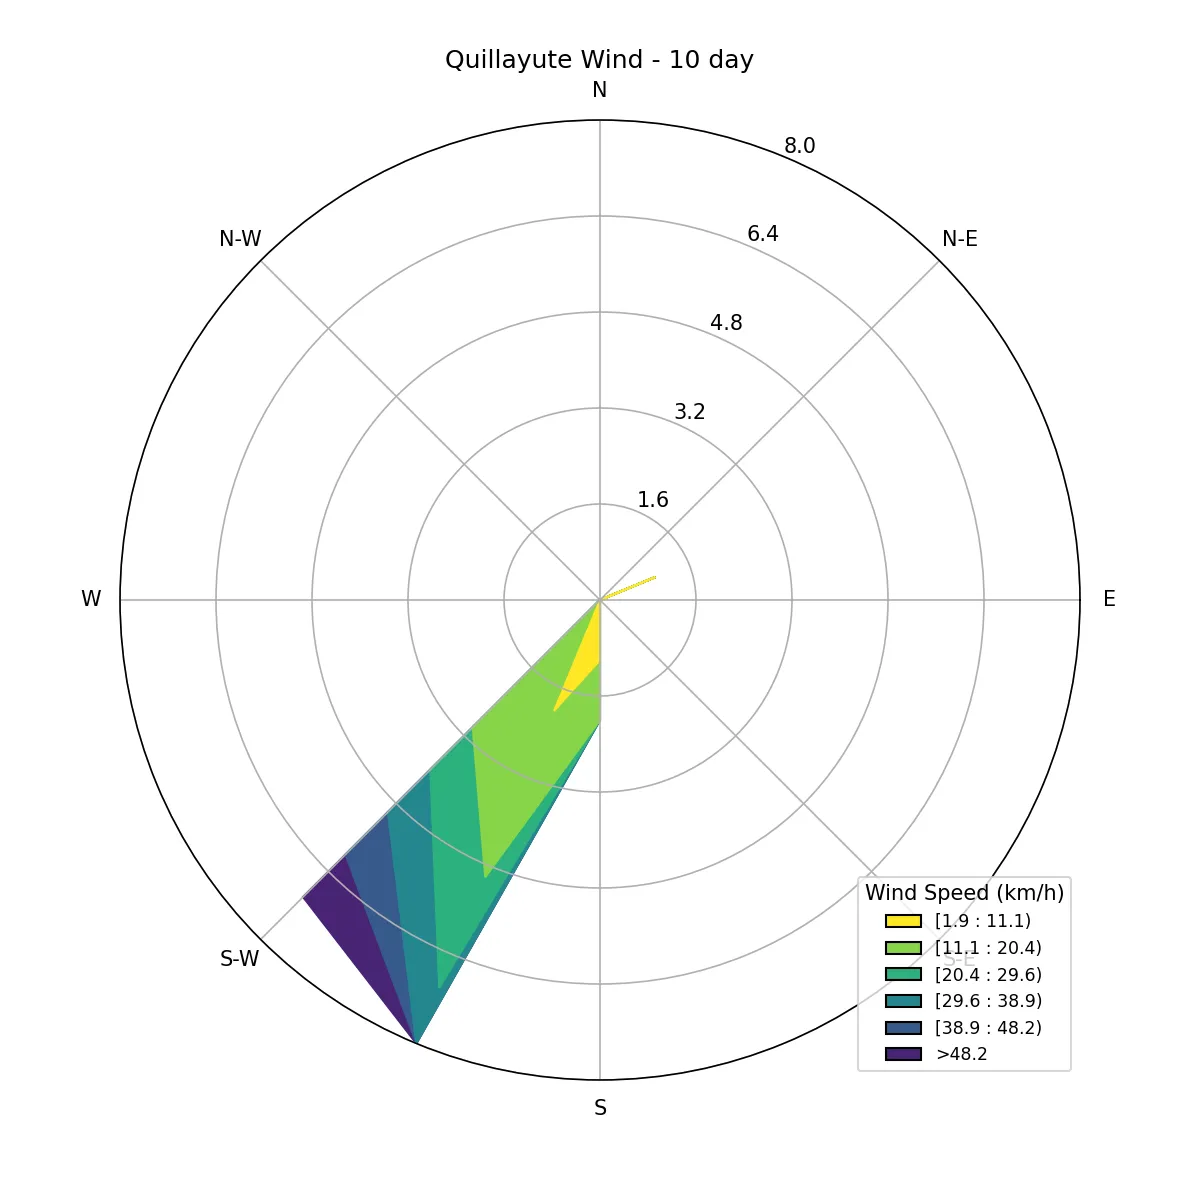 Quillayute Wind - 10 day
N
8.0
N-W
6.4
N-E
4.8
3.2
1.6
W
E
Wind Speed (km/h)
[1.9 : 11.1)
[11.1 : 20.4)
S-W
S-E
[20.4 : 29.6)
[29.6 : 38.9)
[38.9 : 48.2)
>48.2
S